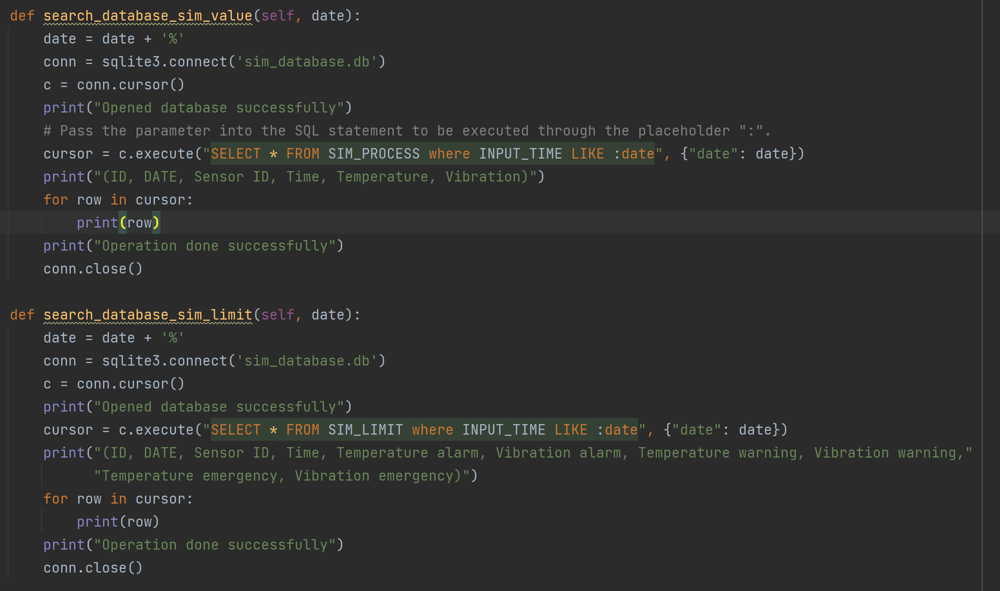 def search_database_sim_value(self, date):
    date = date + '%'
    conn = sqlite3.connect('sim_database.db')
    c = conn.cursor()
    print("Opened database successfully")
    # Pass the parameter into the SQL statement to be executed through the placeholder ":".
    cursor = c.execute("SELECT * FROM SIM_PROCESS where INPUT_TIME LIKE :date", {"date": date})
    print("(ID, DATE, Sensor ID, Time, Temperature, Vibration)")
    for row in cursor:
        print(row)
    print("Operation done successfully")
    conn.close()

def search_database_sim_limit(self, date):
    date = date + '%'
    conn = sqlite3.connect('sim_database.db')
    c = conn.cursor()
    print("Opened database successfully")
    cursor = c.execute("SELECT * FROM SIM_LIMIT where INPUT_TIME LIKE :date", {"date": date})
    print("(ID, DATE, Sensor ID, Time, Temperature alarm, Vibration alarm, Temperature warning, Vibration warning,"
          "Temperature emergency, Vibration emergency)")
    for row in cursor:
        print(row)
    print("Operation done successfully")
    conn.close()